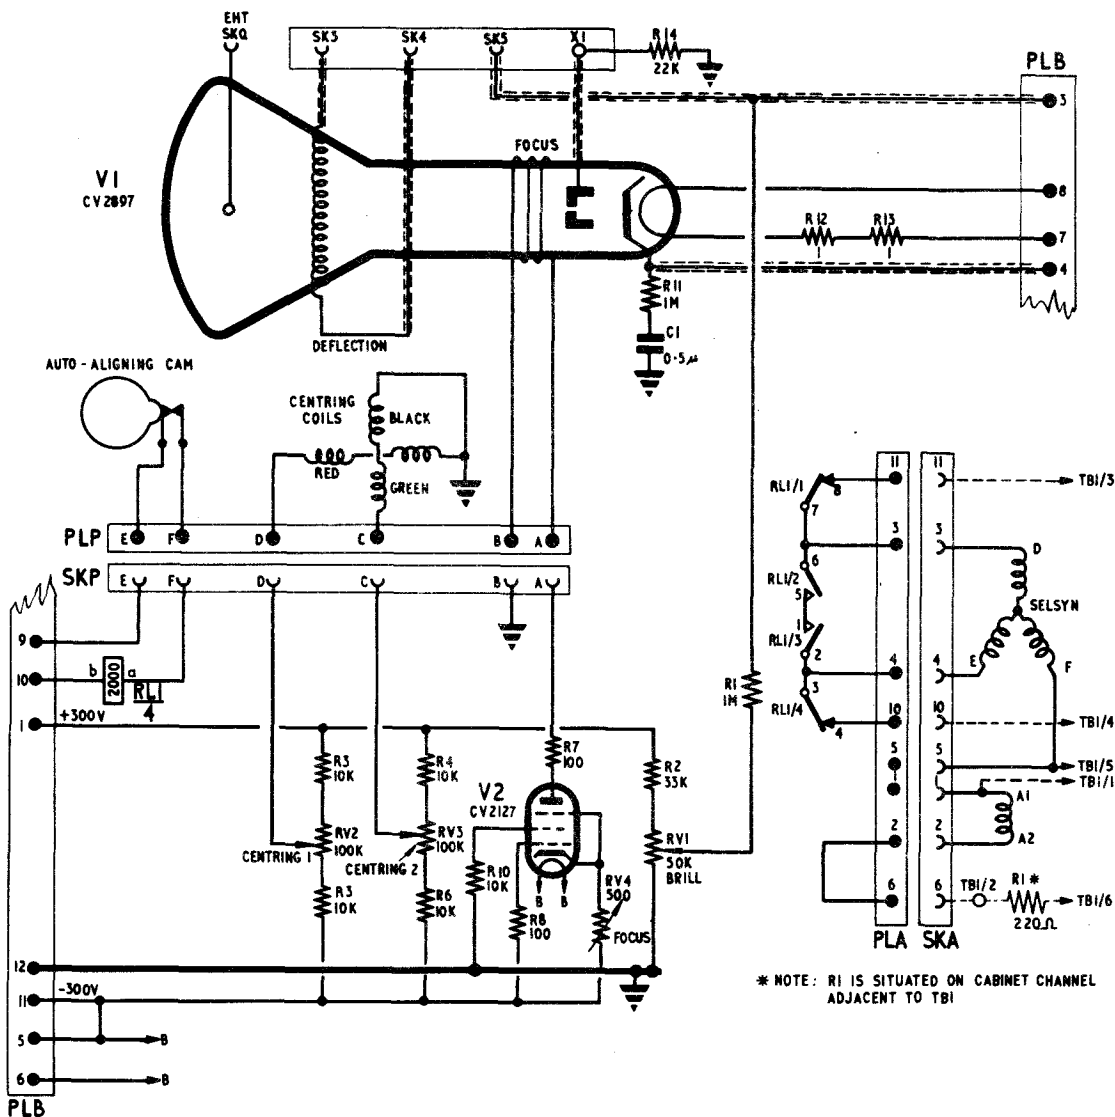 EHT
SKQ
SK3
SK4
SK5
X1
R14
22K
PLB
3
V1
CV2897
FOCUS
8
R12
R13
7
4
R11
1M
C1
0·5µ
DEFLECTION
AUTO-ALIGNING CAM
CENTRING
COILS
BLACK
RED
GREEN
PLP
E
F
D
C
B
A
SKP
E
F
D
C
B
A
9
10
b
2000
a
RL1
4
1
+300V
R3
10K
R4
10K
R7
100
R2
33K
R1
1M
V2
CV2127
RV2
100K
CENTRING 1
RV3
100K
CENTRING 2
RV1
50K
BRILL
R10
10K
R3
10K
R6
10K
R8
100
B
B
RV4
500
FOCUS
12
11
-300V
5
B
6
B
PLB
RL1/1
8
7
6
RL1/2
5
1
RL1/3
2
3
RL1/4
4
11
3
4
10
5
1
2
6
PLA
11
3
4
10
5
1
2
6
SKA
TB1/3
D
SELSYN
E
F
TB1/4
TB1/5
TB1/1
A1
A2
TB1/2
R1*
220Ω
TB1/6
* NOTE: R1 IS SITUATED ON CABINET CHANNEL
ADJACENT TO TB1